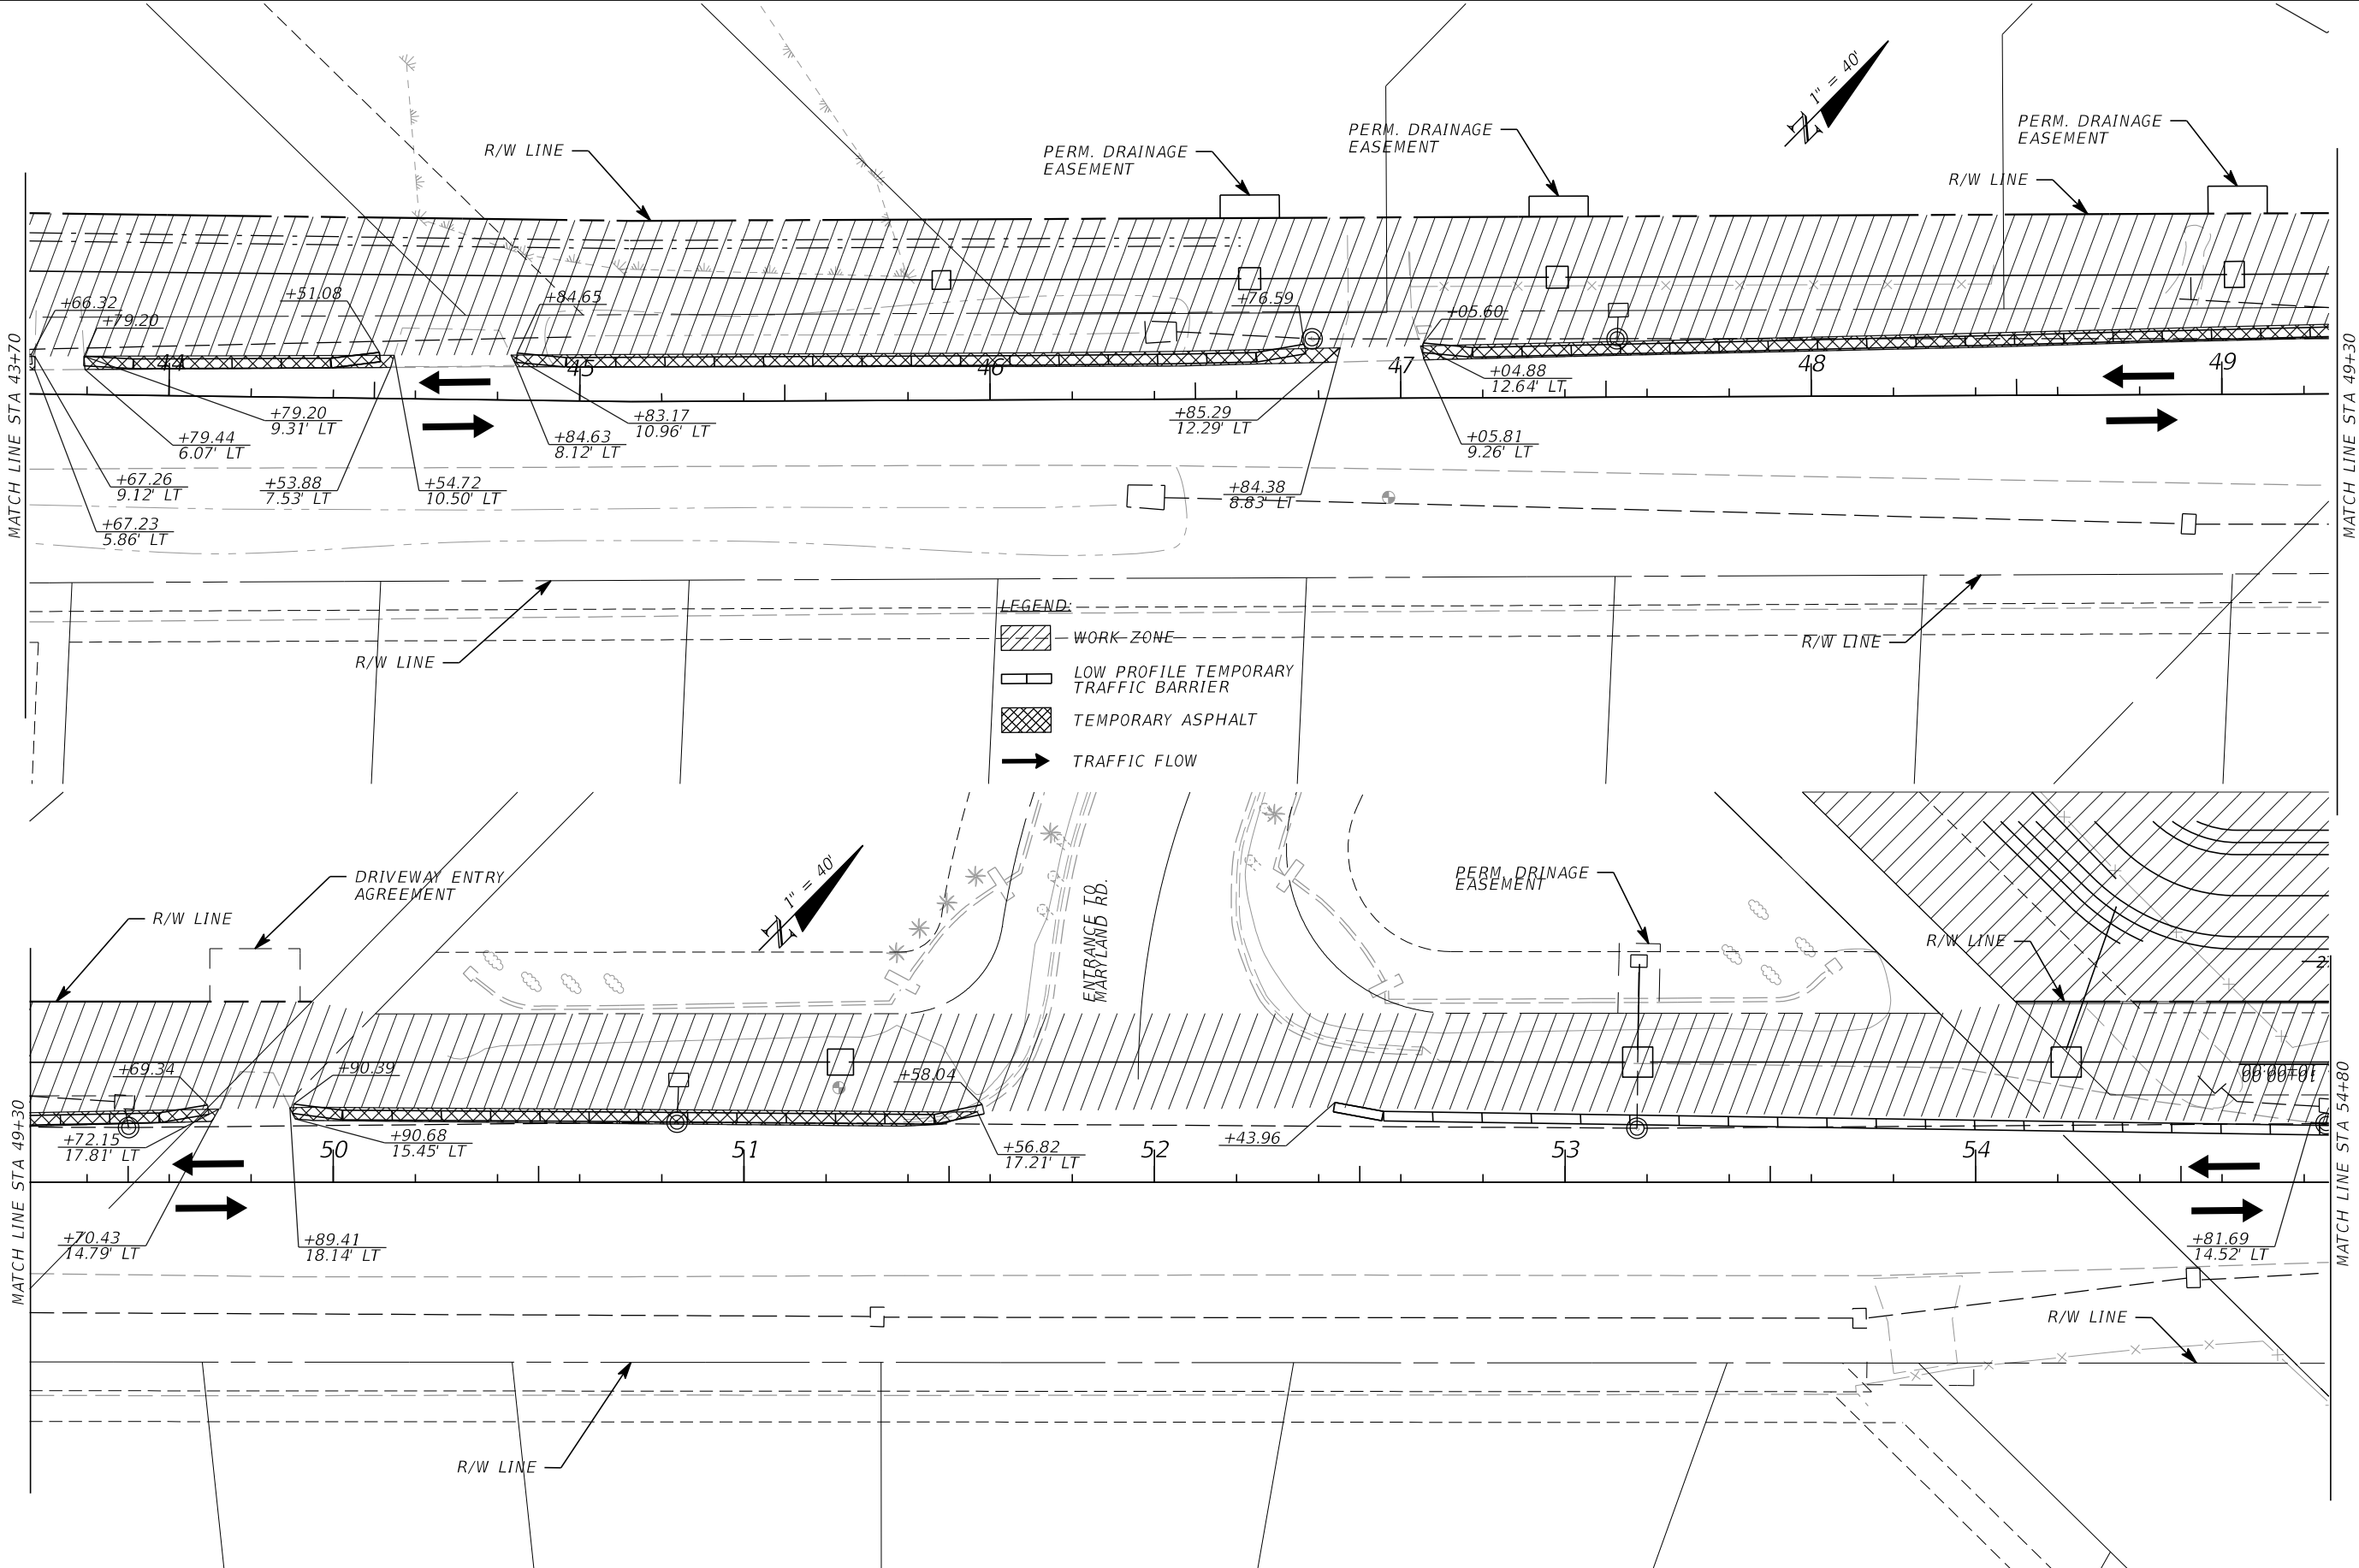 1" = 40'
N
R/W LINE
PERM. DRAINAGE
EASEMENT
PERM. DRAINAGE
EASEMENT
PERM. DRAINAGE
EASEMENT
R/W LINE
MATCH LINE STA 43+70
MATCH LINE STA 49+30
+66.32
+79.20
+51.08
+84.65
+76.59
+05.60
44
45
46
47
48
49
+04.88
12.64' LT
+79.20
9.31' LT
+83.17
10.96' LT
+85.29
12.29' LT
+79.44
6.07' LT
+84.63
8.12' LT
+05.81
9.26' LT
+67.26
9.12' LT
+53.88
7.53' LT
+54.72
10.50' LT
+84.38
8.83' LT
+67.23
5.86' LT
R/W LINE
R/W LINE
LEGEND:
WORK ZONE
LOW PROFILE TEMPORARY
TRAFFIC BARRIER
TEMPORARY ASPHALT
TRAFFIC FLOW
1" = 40'
N
DRIVEWAY ENTRY
AGREEMENT
R/W LINE
ENTRANCE TO
MARYLAND RD.
PERM. DRINAGE
EASEMENT
R/W LINE
MATCH LINE STA 49+30
MATCH LINE STA 54+80
+69.34
+90.39
+58.04
+72.15
17.81' LT
+90.68
15.45' LT
+56.82
17.21' LT
+43.96
50
51
52
53
54
+70.43
14.79' LT
+89.41
18.14' LT
+81.69
14.52' LT
R/W LINE
R/W LINE